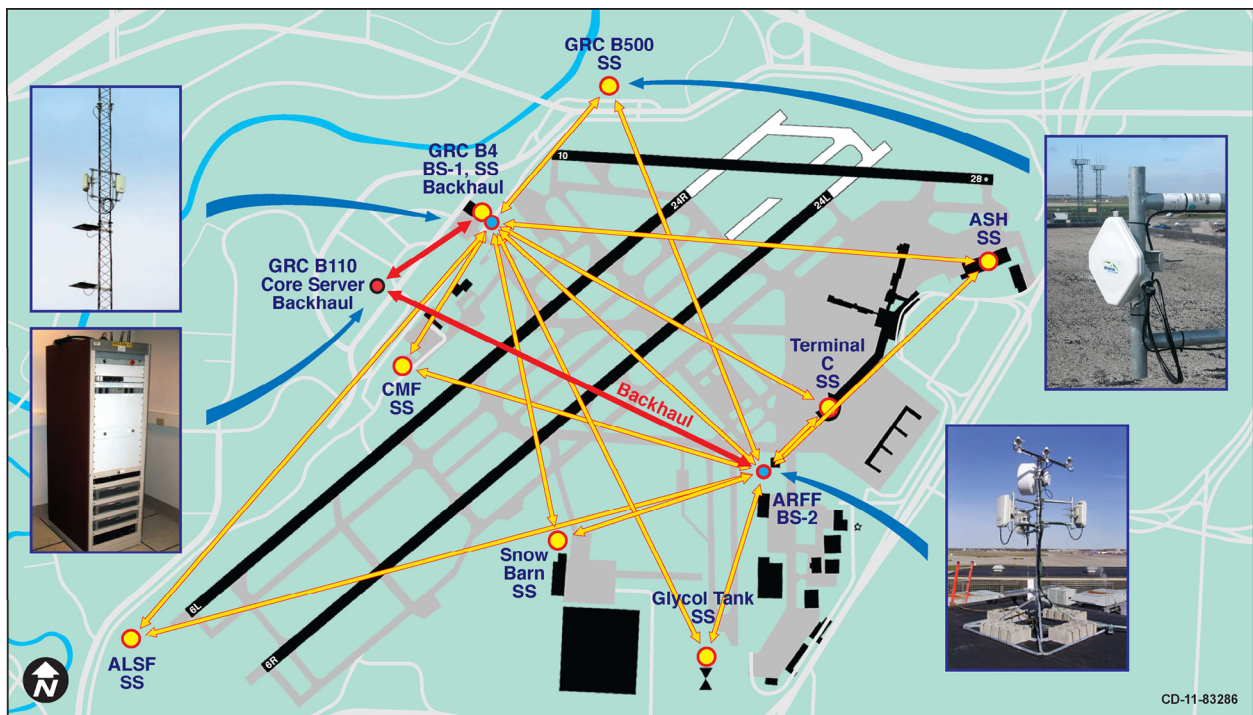 GRC B500
SS
GRC B4
BS-1, SS
Backhaul
10
28
24R
24L
ASH
SS
GRC B110
Core Server
Backhaul
Terminal
C
SS
CMF
SS
Backhaul
ARFF
BS-2
Snow
Barn
SS
Glycol Tank
SS
6L
6R
ALSF
SS
N
CD-11-83286